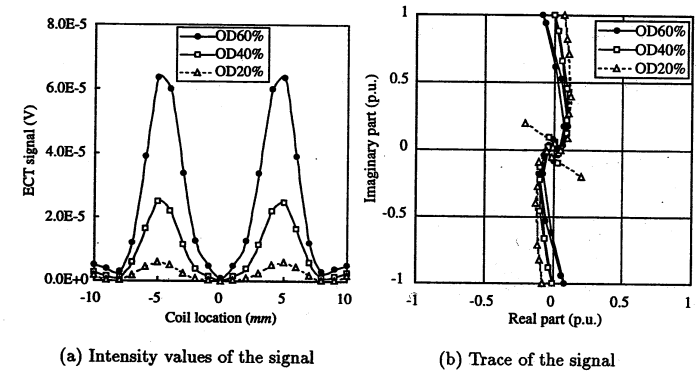 8.0E-5
6.0E-5
4.0E-5
2.0E-5
0.0E+0
ECT signal (V)
OD60%
OD40%
OD20%
-10
-5
0
5
10
Coil location (mm)
(a) Intensity values of the signal
1
0.5
0
-0.5
-1
Imaginary part (p.u.)
OD60%
OD40%
OD20%
-1
-0.5
0
0.5
1
Real part (p.u.)
(b) Trace of the signal